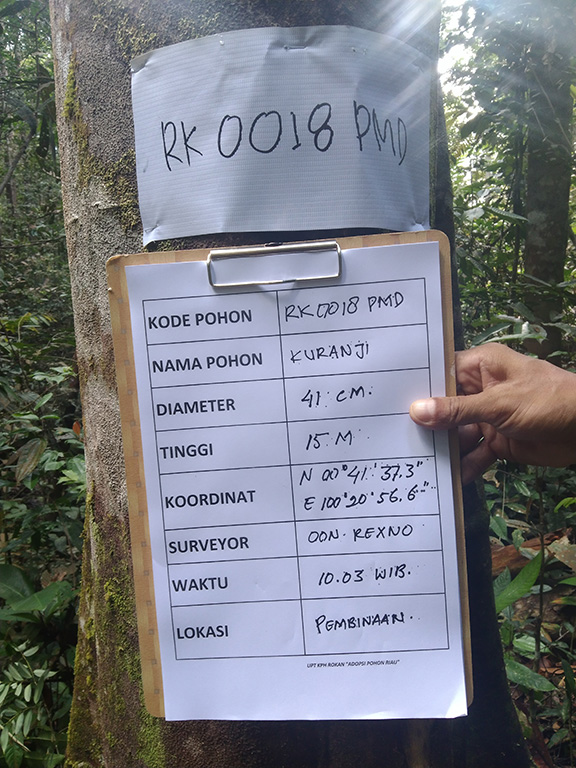 RK 0018 PMD
KODE POHON RK 0018 PMD
NAMA POHON KURANJI
DIAMETER 41 CM.
TINGGI 15 M
KOORDINAT N 00°41'37.3"
E 100°20'56.6"
SURVEYOR OON. REXNO
WAKTU 10.03 WIB.
LOKASI PEMBINAAN.
UPT KPH ROKAN "ADOPSI POHON RIAU"